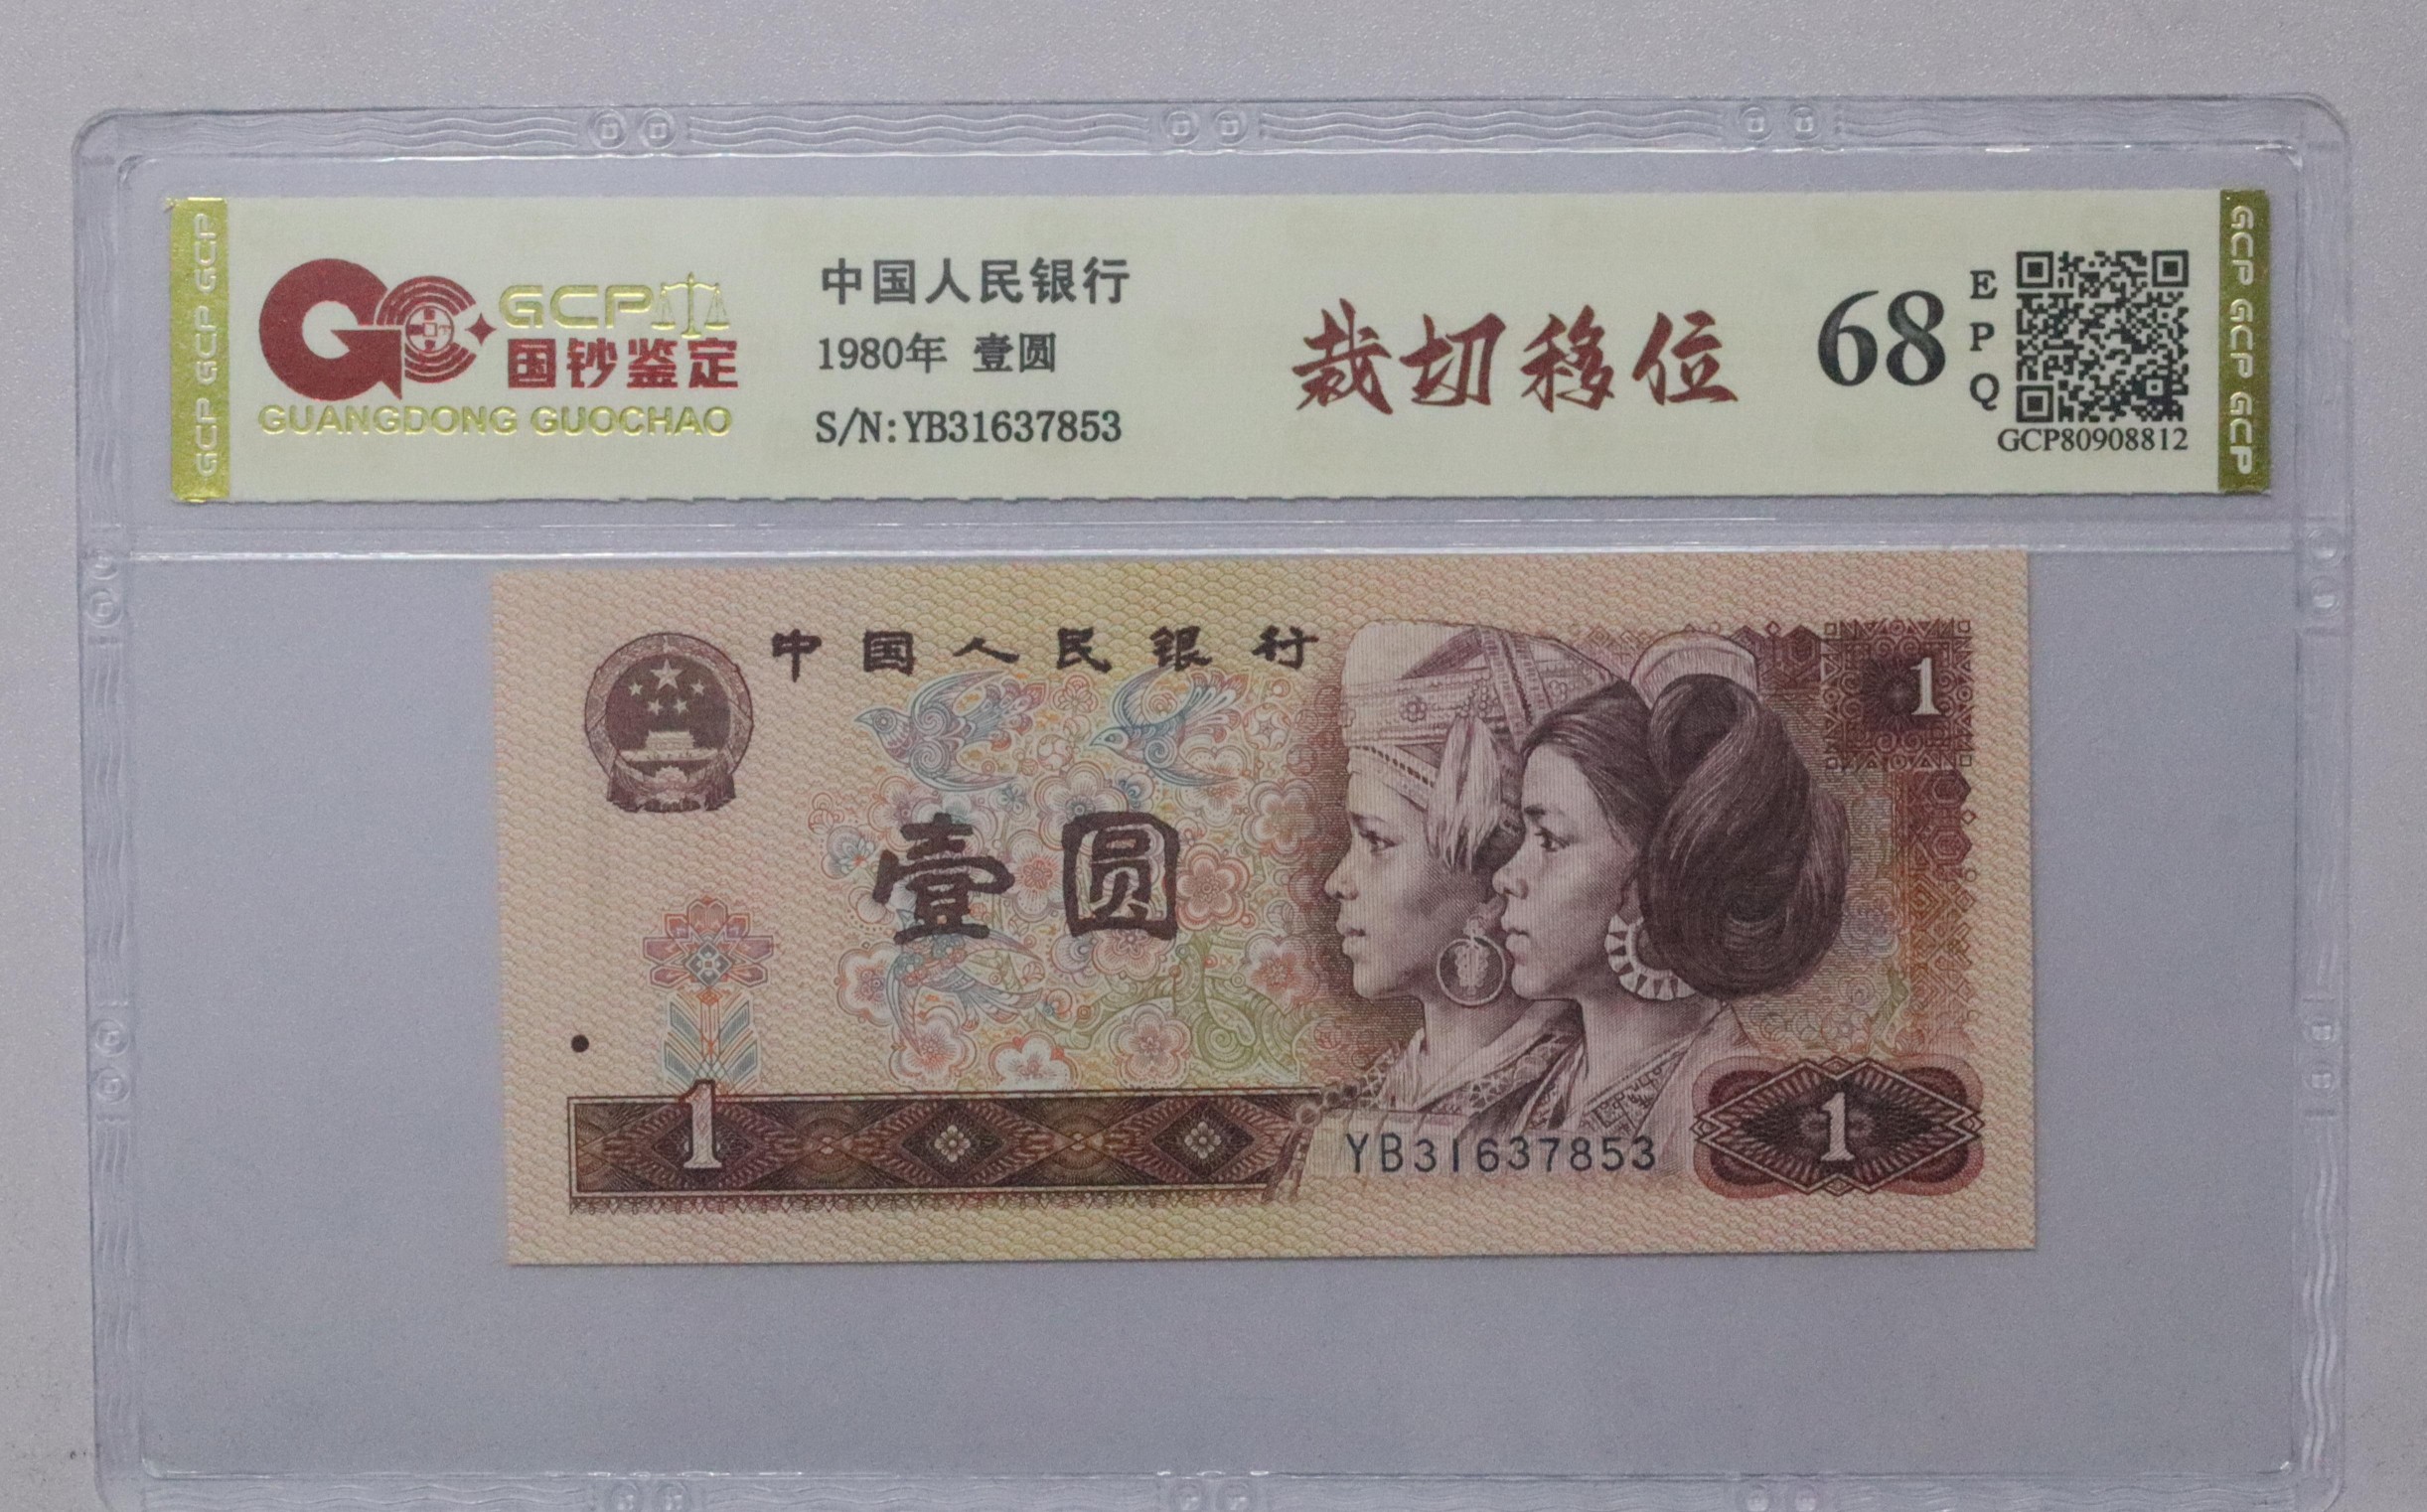 GCP GCP GCP
GCP
国钞鉴定
GUANGDONG GUOCHAO
中国人民银行
1980年 壹圆
S/N:YB31637853
裁切移位
68
EPQ
GCP80908812
GCP GCP GCP GCP
中国人民银行
1
壹圆
1
YB31637853
1